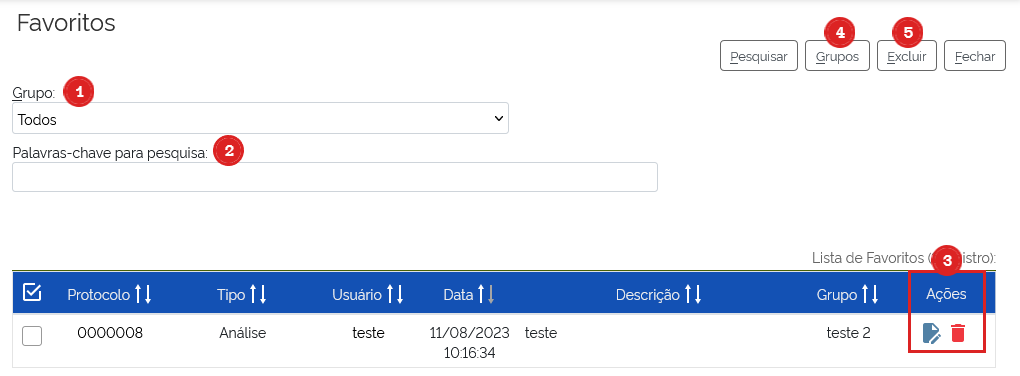 Favoritos
4
5
Pesquisar Grupos Excluir Fechar
Grupo: 1
Todos
Palavras-chave para pesquisa: 2
Lista de Favoritos ( 3 istro):
Protocolo Tipo Usuário Data Descrição Grupo Ações
0000008 Análise teste 11/08/2023 teste teste 2
10:16:34